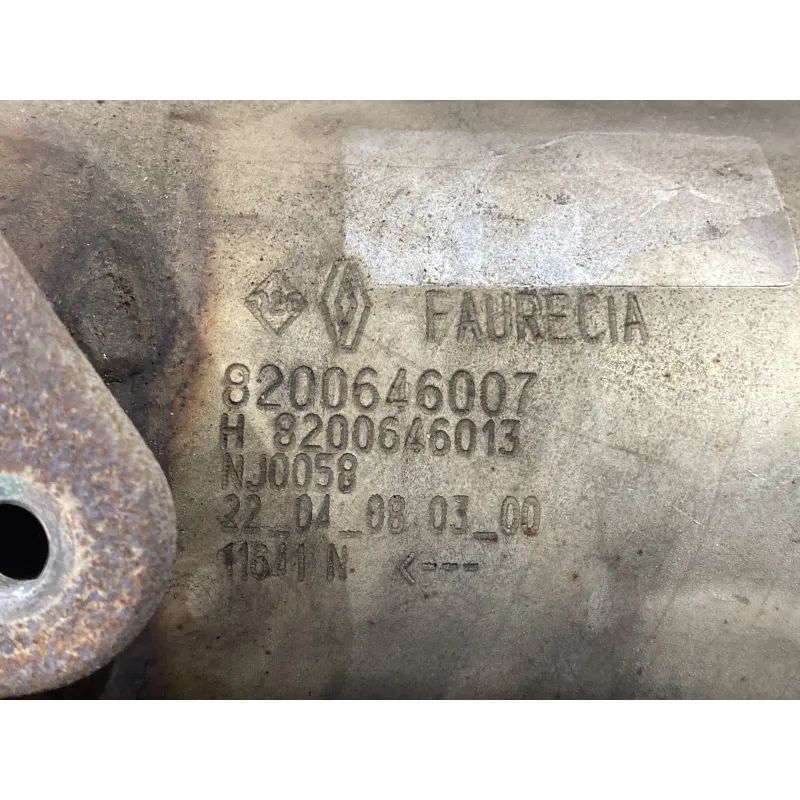 FAURECIA
8200646007
H 8200646013
NJ0058
22_04_08 03_00
11641 N <---